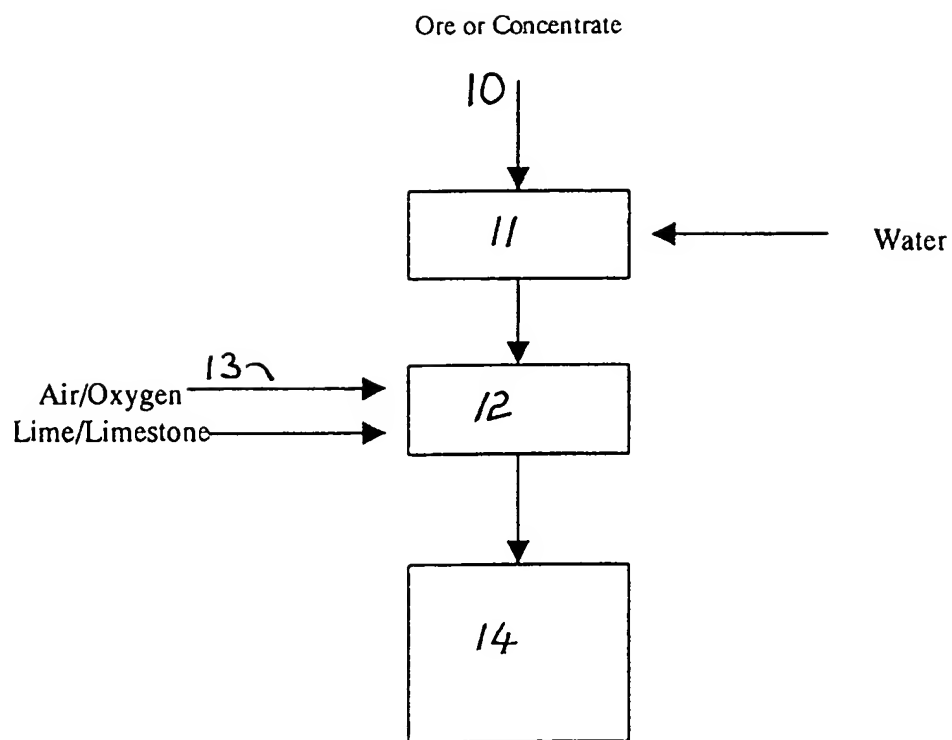 Ore or Concentrate
10
11
Water
13
Air/Oxygen
Lime/Limestone
12
14